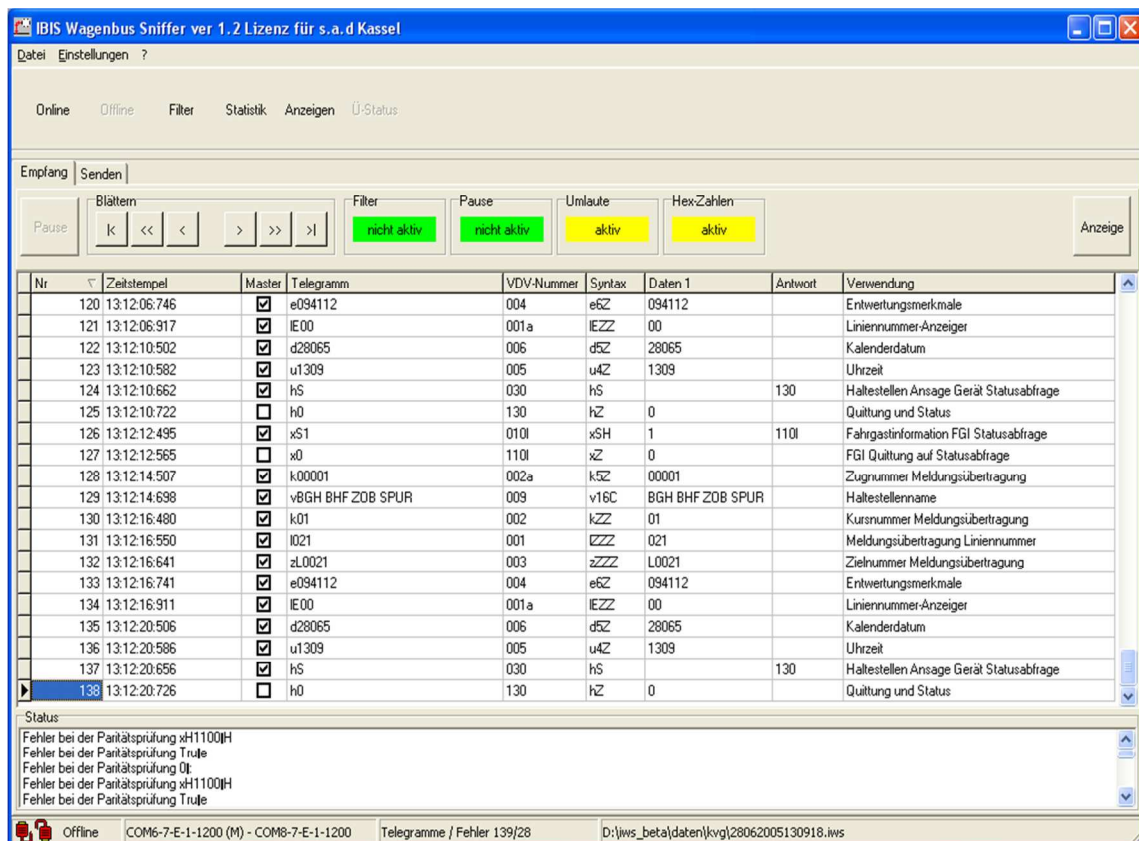 IBIS Wagenbus Sniffer ver 1.2 Lizenz für s.a.d Kassel
Datei Einstellungen ?
Online Offline Filter Statistik Anzeigen Ü-Status
Empfang Senden
Blättern Filter Pause Umlaute Hex-Zahlen
Pause |< << < > >> >| nicht aktiv nicht aktiv aktiv aktiv Anzeige
Nr Zeitstempel Master Telegramm VDV-Nummer Syntax Daten 1 Antwort Verwendung
120 13:12:06:746 e094112 004 e6Z 094112 Entwertungsmerkmale
121 13:12:06:917 lE00 001a lEZZ 00 Liniennummer-Anzeiger
122 13:12:10:502 d28065 006 d5Z 28065 Kalenderdatum
123 13:12:10:582 u1309 005 u4Z 1309 Uhrzeit
124 13:12:10:662 hS 030 hS 130 Haltestellen Ansage Gerät Statusabfrage
125 13:12:10:722 h0 130 hZ 0 Quittung und Status
126 13:12:12:495 xS1 010l xSH 1 110l Fahrgastinformation FGI Statusabfrage
127 13:12:12:565 x0 110l xZ 0 FGI Quittung auf Statusabfrage
128 13:12:14:507 k00001 002a k5Z 00001 Zugnummer Meldungsübertragung
129 13:12:14:698 vBGH BHF ZOB SPUR 009 v16C BGH BHF ZOB SPUR Haltestellenname
130 13:12:16:480 k01 002 kZZ 01 Kursnummer Meldungsübertragung
131 13:12:16:550 l021 001 lZZZ 021 Meldungsübertragung Liniennummer
132 13:12:16:641 zL0021 003 zZZZ L0021 Zielnummer Meldungsübertragung
133 13:12:16:741 e094112 004 e6Z 094112 Entwertungsmerkmale
134 13:12:16:911 lE00 001a lEZZ 00 Liniennummer-Anzeiger
135 13:12:20:506 d28065 006 d5Z 28065 Kalenderdatum
136 13:12:20:586 u1309 005 u4Z 1309 Uhrzeit
137 13:12:20:656 hS 030 hS 130 Haltestellen Ansage Gerät Statusabfrage
138 13:12:20:726 h0 130 hZ 0 Quittung und Status
Status
Fehler bei der Paritätsprüfung xH1100|H
Fehler bei der Paritätsprüfung Tru|e
Fehler bei der Paritätsprüfung 0|;
Fehler bei der Paritätsprüfung xH1100|H
Fehler bei der Paritätsprüfung Tru|e
Offline COM6-7-E-1-1200 (M) - COM8-7-E-1-1200 Telegramme / Fehler 139/28 D:\iws_beta\daten\kvg\28062005130918.iws